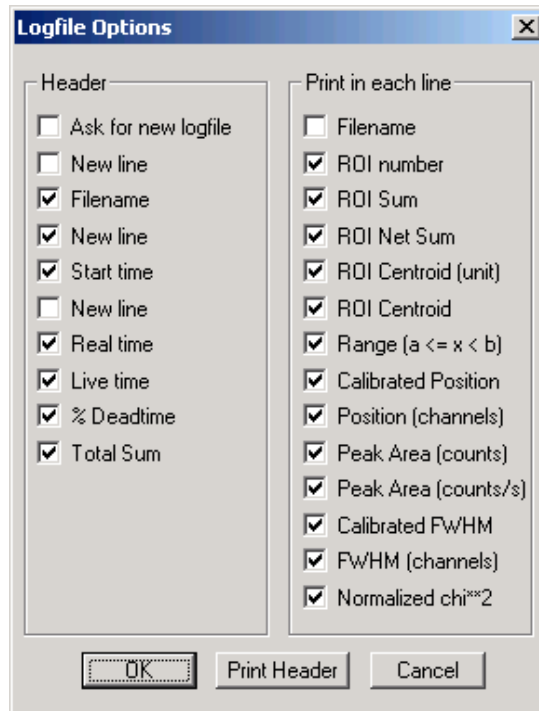 Logfile Options
Header
Ask for new logfile
New line
Filename
New line
Start time
New line
Real time
Live time
% Deadtime
Total Sum
Print in each line
Filename
ROI number
ROI Sum
ROI Net Sum
ROI Centroid (unit)
ROI Centroid
Range (a <= x < b)
Calibrated Position
Position (channels)
Peak Area (counts)
Peak Area (counts/s)
Calibrated FWHM
FWHM (channels)
Normalized chi**2
OK
Print Header
Cancel